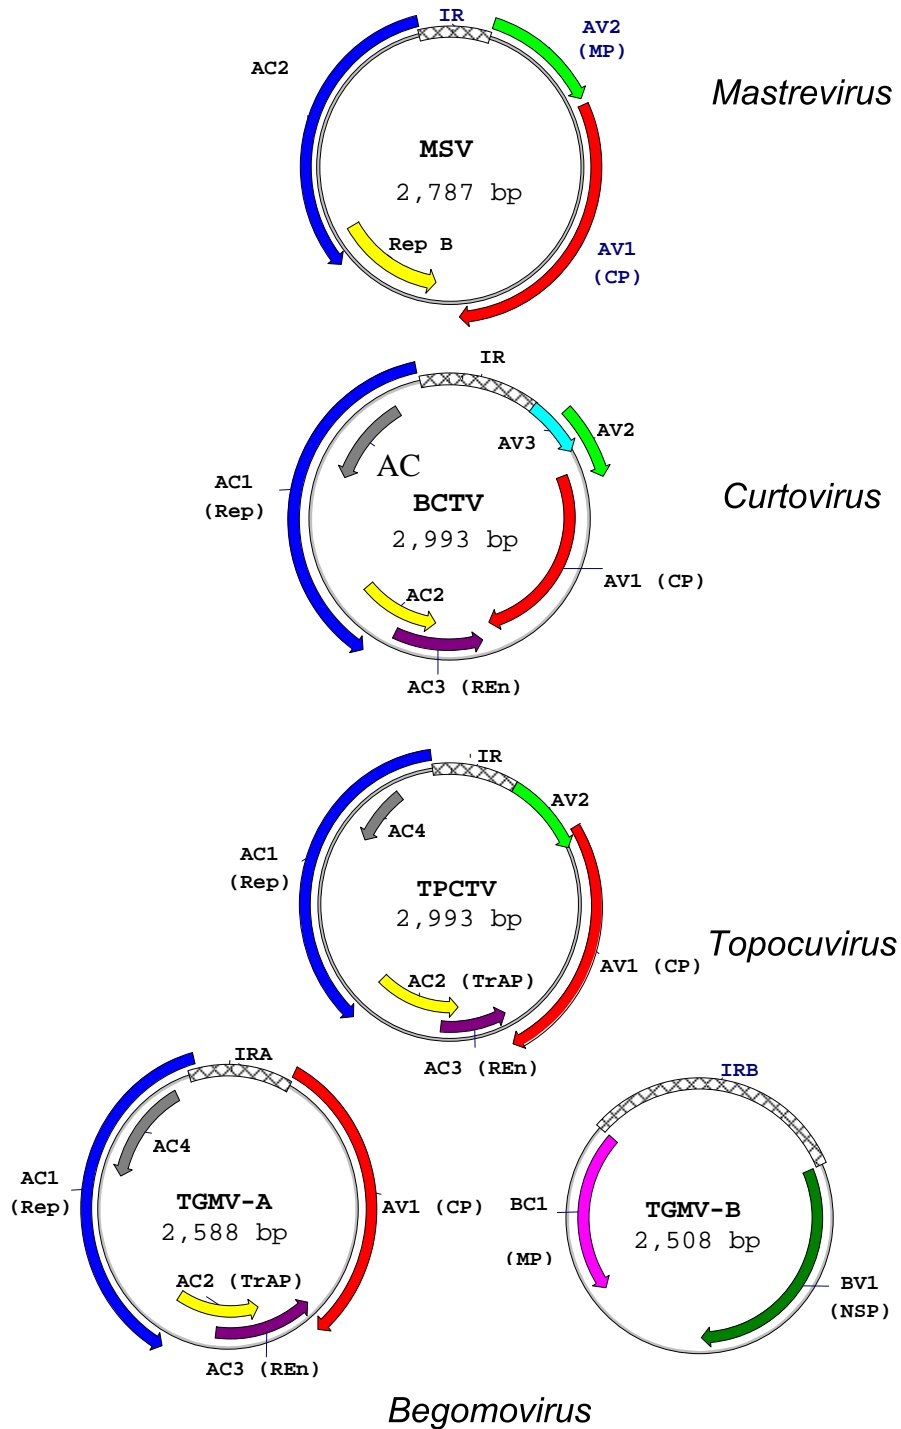 IR
AV2
(MP)
AC2
Mastrevirus
MSV
2,787 bp
Rep B
AV1
(CP)
IR
AV3
AV2
AC
AC1
(Rep)
BCTV
2,993 bp
Curtovirus
AV1 (CP)
AC2
AC3 (REn)
IR
AV2
AC4
AC1
(Rep)
TPCTV
2,993 bp
Topocuvirus
AV1 (CP)
AC2 (TrAP)
AC3 (REn)
IRA
AC4
AC1
(Rep)
TGMV-A
2,588 bp
AV1 (CP)
AC2 (TrAP)
AC3 (REn)
IRB
BC1
(MP)
TGMV-B
2,508 bp
BV1
(NSP)
Begomovirus